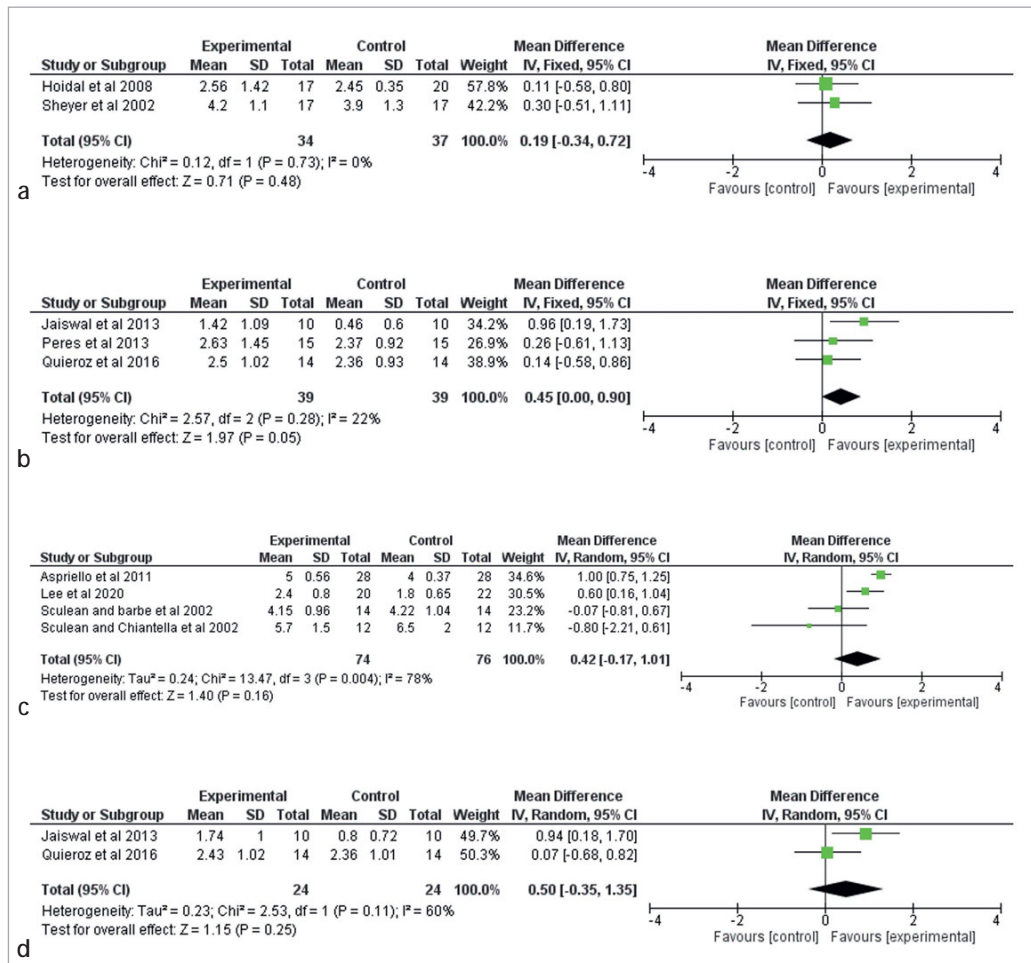 Experimental Control Mean Difference Mean Difference
Study or Subgroup Mean SD Total Mean SD Total Weight IV, Fixed, 95% CI IV, Fixed, 95% CI
Hoidal et al 2008 2.56 1.42 17 2.45 0.35 20 57.8% 0.11 [-0.58, 0.80]
Sheyer et al 2002 4.2 1.1 17 3.9 1.3 17 42.2% 0.30 [-0.51, 1.11]
Total (95% CI) 34 37 100.0% 0.19 [-0.34, 0.72]
Heterogeneity: Chi² = 0.12, df = 1 (P = 0.73); I² = 0%
Test for overall effect: Z = 0.71 (P = 0.48)
-4 -2 0 2 4
Favours [control] Favours [experimental]
a
Experimental Control Mean Difference Mean Difference
Study or Subgroup Mean SD Total Mean SD Total Weight IV, Fixed, 95% CI IV, Fixed, 95% CI
Jaiswal et al 2013 1.42 1.09 10 0.46 0.6 10 34.2% 0.96 [0.19, 1.73]
Peres et al 2013 2.63 1.45 15 2.37 0.92 15 26.9% 0.26 [-0.61, 1.13]
Quieroz et al 2016 2.5 1.02 14 2.36 0.93 14 38.9% 0.14 [-0.58, 0.86]
Total (95% CI) 39 39 100.0% 0.45 [0.00, 0.90]
Heterogeneity: Chi² = 2.57, df = 2 (P = 0.28); I² = 22%
Test for overall effect: Z = 1.97 (P = 0.05)
-4 -2 0 2 4
Favours [control] Favours [experimental]
b
Experimental Control Mean Difference Mean Difference
Study or Subgroup Mean SD Total Mean SD Total Weight IV, Random, 95% CI IV, Random, 95% CI
Aspriello et al 2011 5 0.56 28 4 0.37 28 34.6% 1.00 [0.75, 1.25]
Lee et al 2020 2.4 0.8 20 1.8 0.65 22 30.5% 0.60 [0.16, 1.04]
Sculean and barbe et al 2002 4.15 0.96 14 4.22 1.04 14 23.2% -0.07 [-0.81, 0.67]
Sculean and Chiantella et al 2002 5.7 1.5 12 6.5 2 12 11.7% -0.80 [-2.21, 0.61]
Total (95% CI) 74 76 100.0% 0.42 [-0.17, 1.01]
Heterogeneity: Tau² = 0.24; Chi² = 13.47, df = 3 (P = 0.004); I² = 78%
Test for overall effect: Z = 1.40 (P = 0.16)
-4 -2 0 2 4
Favours [control] Favours [experimental]
c
Experimental Control Mean Difference Mean Difference
Study or Subgroup Mean SD Total Mean SD Total Weight IV, Random, 95% CI IV, Random, 95% CI
Jaiswal et al 2013 1.74 1 10 0.8 0.72 10 49.7% 0.94 [0.18, 1.70]
Quieroz et al 2016 2.43 1.02 14 2.36 1.01 14 50.3% 0.07 [-0.68, 0.82]
Total (95% CI) 24 24 100.0% 0.50 [-0.35, 1.35]
Heterogeneity: Tau² = 0.23; Chi² = 2.53, df = 1 (P = 0.11); I² = 60%
Test for overall effect: Z = 1.15 (P = 0.25)
-4 -2 0 2 4
Favours [control] Favours [experimental]
d